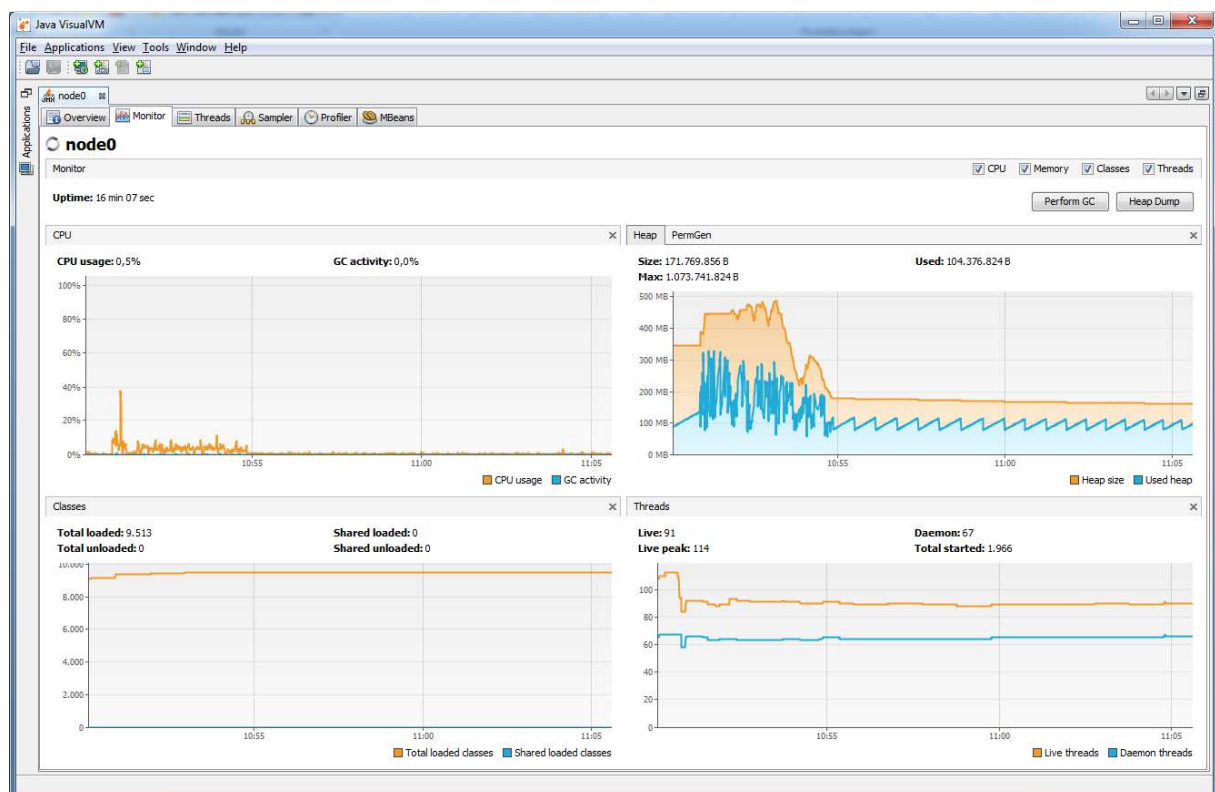 Java VisualVM
File Applications View Tools Window Help
node0
Applications
Overview Monitor Threads Sampler Profiler MBeans
node0
Monitor
CPU Memory Classes Threads
Uptime: 16 min 07 sec
Perform GC Heap Dump
CPU
CPU usage: 0,5% GC activity: 0,0%
100%
80%
60%
40%
20%
0%
10:55 11:00 11:05
CPU usage GC activity
Heap PermGen
Size: 171.769.856 B Used: 104.376.824 B
Max: 1.073.741.824 B
500 MB
400 MB
300 MB
200 MB
100 MB
0 MB
10:55 11:00 11:05
Heap size Used heap
Classes
Total loaded: 9.513 Shared loaded: 0
Total unloaded: 0 Shared unloaded: 0
10.000
8.000
6.000
4.000
2.000
0
10:55 11:00 11:05
Total loaded classes Shared loaded classes
Threads
Live: 91 Daemon: 67
Live peak: 114 Total started: 1.966
100
80
60
40
20
0
10:55 11:00 11:05
Live threads Daemon threads